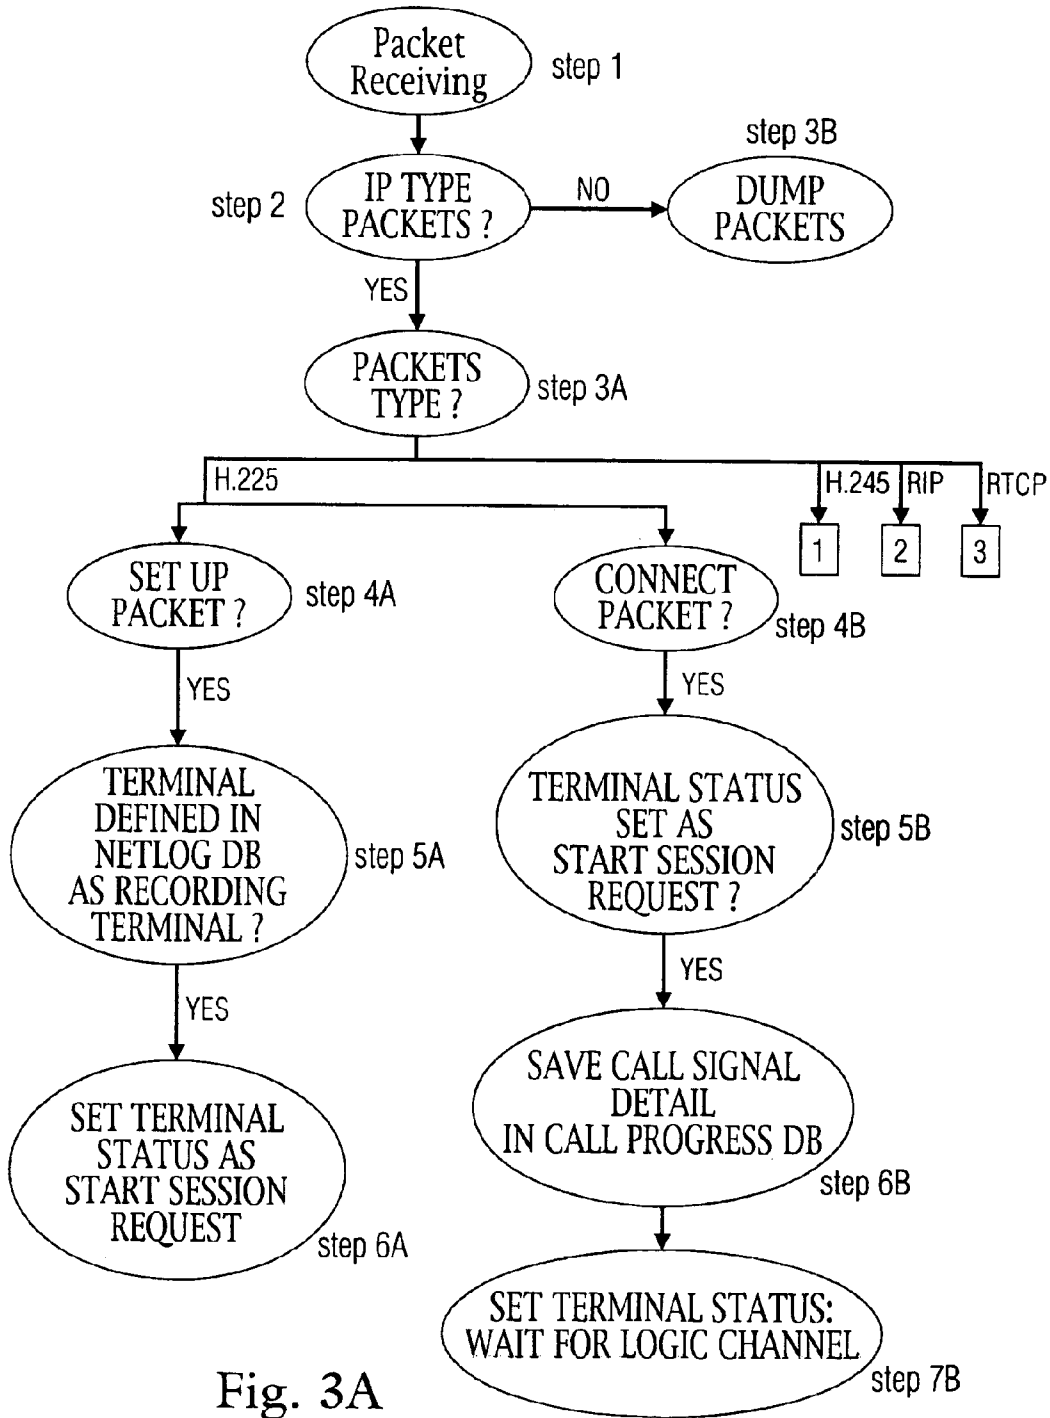 Packet
Receiving
step 1
step 3B
step 2
IP TYPE
PACKETS ?
NO
DUMP
PACKETS
YES
PACKETS
TYPE ?
step 3A
H.225
H.245
RIP
RTCP
1
2
3
SET UP
PACKET ?
step 4A
CONNECT
PACKET ?
step 4B
YES
YES
TERMINAL
DEFINED IN
NETLOG DB
AS RECORDING
TERMINAL ?
step 5A
TERMINAL STATUS
SET AS
START SESSION
REQUEST ?
step 5B
YES
YES
SET TERMINAL
STATUS AS
START SESSION
REQUEST
step 6A
SAVE CALL SIGNAL
DETAIL
IN CALL PROGRESS DB
step 6B
SET TERMINAL STATUS:
WAIT FOR LOGIC CHANNEL
step 7B
Fig. 3A